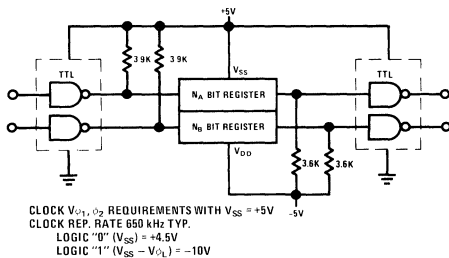 +5V
TTL
3.9K
3.9K
TTL
VSS
NA BIT REGISTER
NB BIT REGISTER
VDD
3.6K
3.6K
-5V
CLOCK Vϕ1, ϕ2 REQUIREMENTS WITH VSS = +5V
CLOCK REP. RATE 650 kHz TYP.
LOGIC "0" (VSS) = +4.5V
LOGIC "1" (VSS − VϕL) = −10V